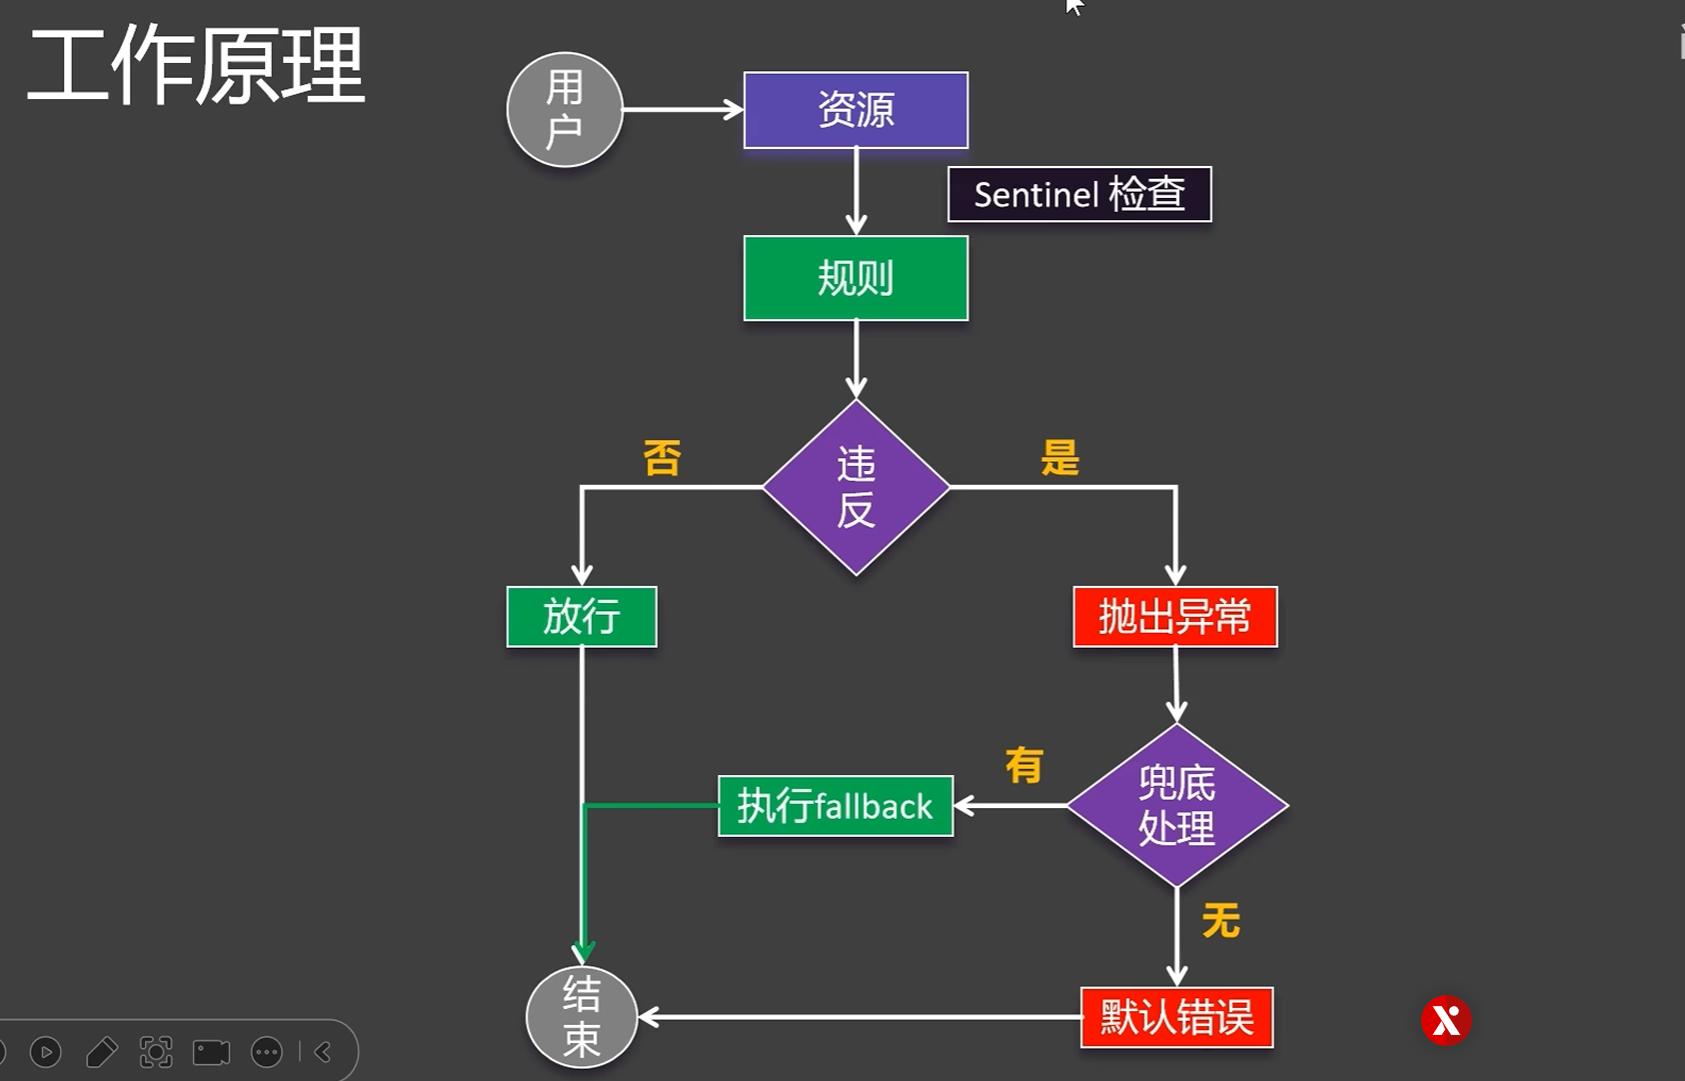 工作原理
用
户
资源
Sentinel 检查
规则
违
反
否
是
放行
抛出异常
有
执行fallback
兜底
处理
无
结
束
默认错误